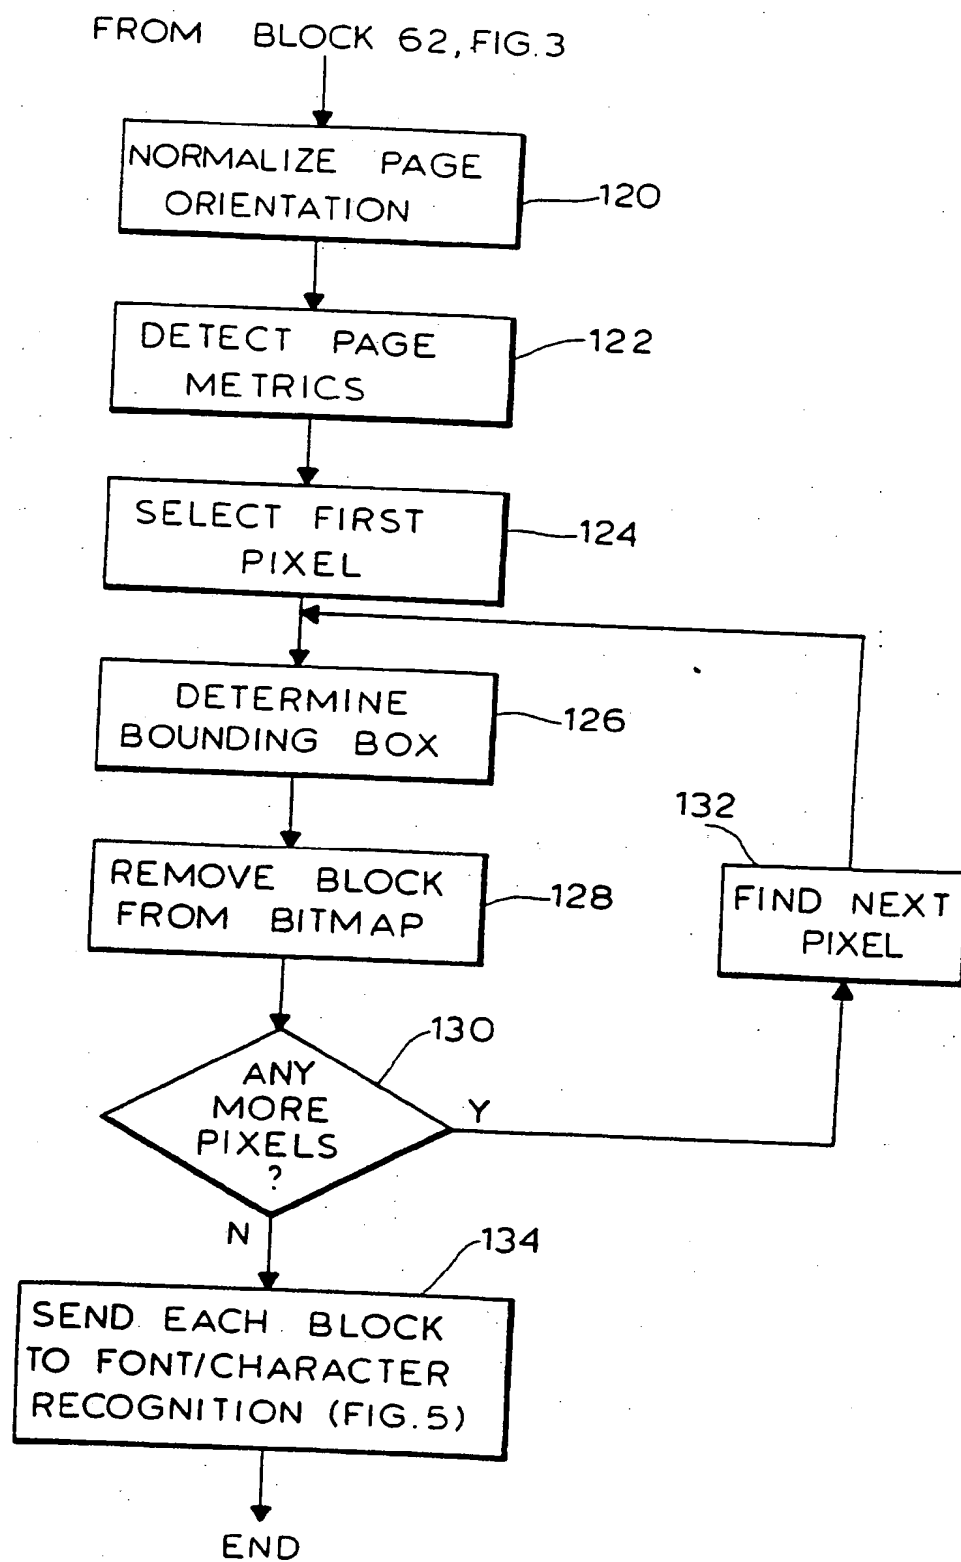 FROM BLOCK 62, FIG.3
NORMALIZE PAGE
ORIENTATION
120
DETECT PAGE
METRICS
122
SELECT FIRST
PIXEL
124
DETERMINE
BOUNDING BOX
126
132
REMOVE BLOCK
FROM BITMAP
128
FIND NEXT
PIXEL
130
ANY
MORE
PIXELS
?
Y
N
134
SEND EACH BLOCK
TO FONT/CHARACTER
RECOGNITION (FIG.5)
END